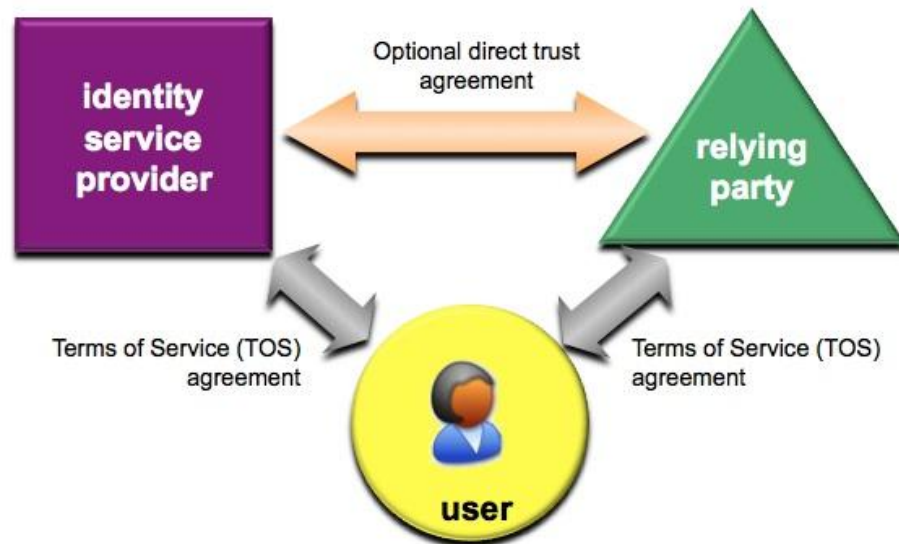 Optional direct trust
agreement
identity
service
provider
relying
party
Terms of Service (TOS)
agreement
Terms of Service (TOS)
agreement
user